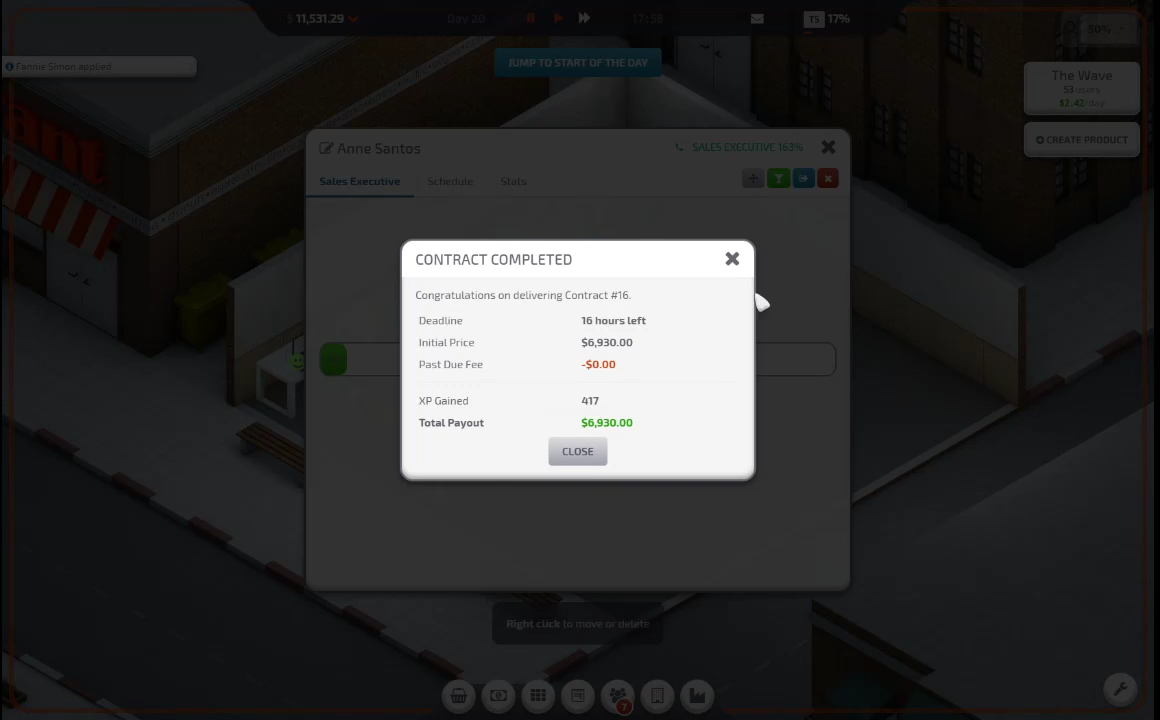 $ 11,531.29
Day 20
17:58
TS 17%
50%
Fannie Simon applied
JUMP TO START OF THE DAY
The Wave
53 users
$2.42/day
CREATE PRODUCT
Anne Santos
SALES EXECUTIVE 163%
Sales Executive
Schedule
Stats
CONTRACT COMPLETED
Congratulations on delivering Contract #16.
Deadline 16 hours left
Initial Price $6,930.00
Past Due Fee -$0.00
XP Gained 417
Total Payout $6,930.00
CLOSE
Right click to move or delete
7